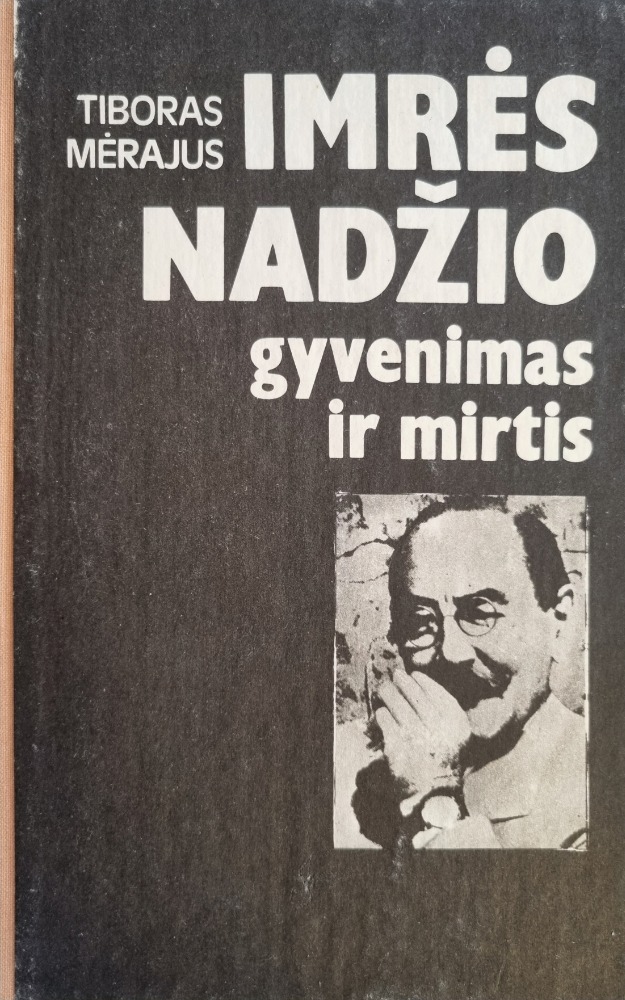 TIBORAS
MĖRAJUS
IMRĖS
NADŽIO
gyvenimas
ir mirtis